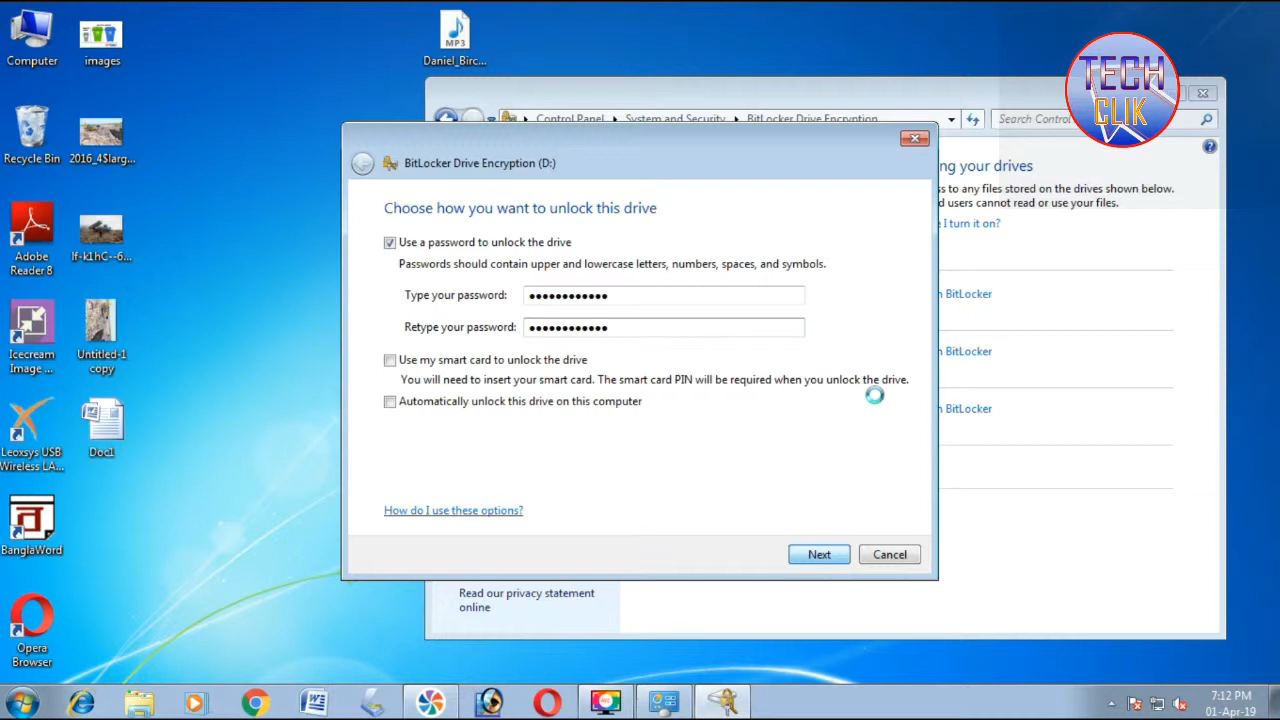 Computer
images
Recycle Bin
2016_4$larg...
Adobe
Reader 8
If-k1hC--6...
Icecream
Image ...
Untitled-1
copy
Leoxsys USB
Wireless LA...
Doc1
BanglaWord
Opera
Browser
MP3
Daniel_Birc...
TECH
CLIK
Control Panel
System and Security
BitLocker Drive Encryption
Search Contro
ng your drives
ss to any files stored on the drives shown below.
d users cannot read or use your files.
I turn it on?
BitLocker
BitLocker
BitLocker
BitLocker Drive Encryption (D:)
Choose how you want to unlock this drive
Use a password to unlock the drive
Passwords should contain upper and lowercase letters, numbers, spaces, and symbols.
Type your password: ●●●●●●●●●●●●
Retype your password: ●●●●●●●●●●●●
Use my smart card to unlock the drive
You will need to insert your smart card. The smart card PIN will be required when you unlock the drive.
Automatically unlock this drive on this computer
How do I use these options?
Next
Cancel
Read our privacy statement
online
7:12 PM
01-Apr-19